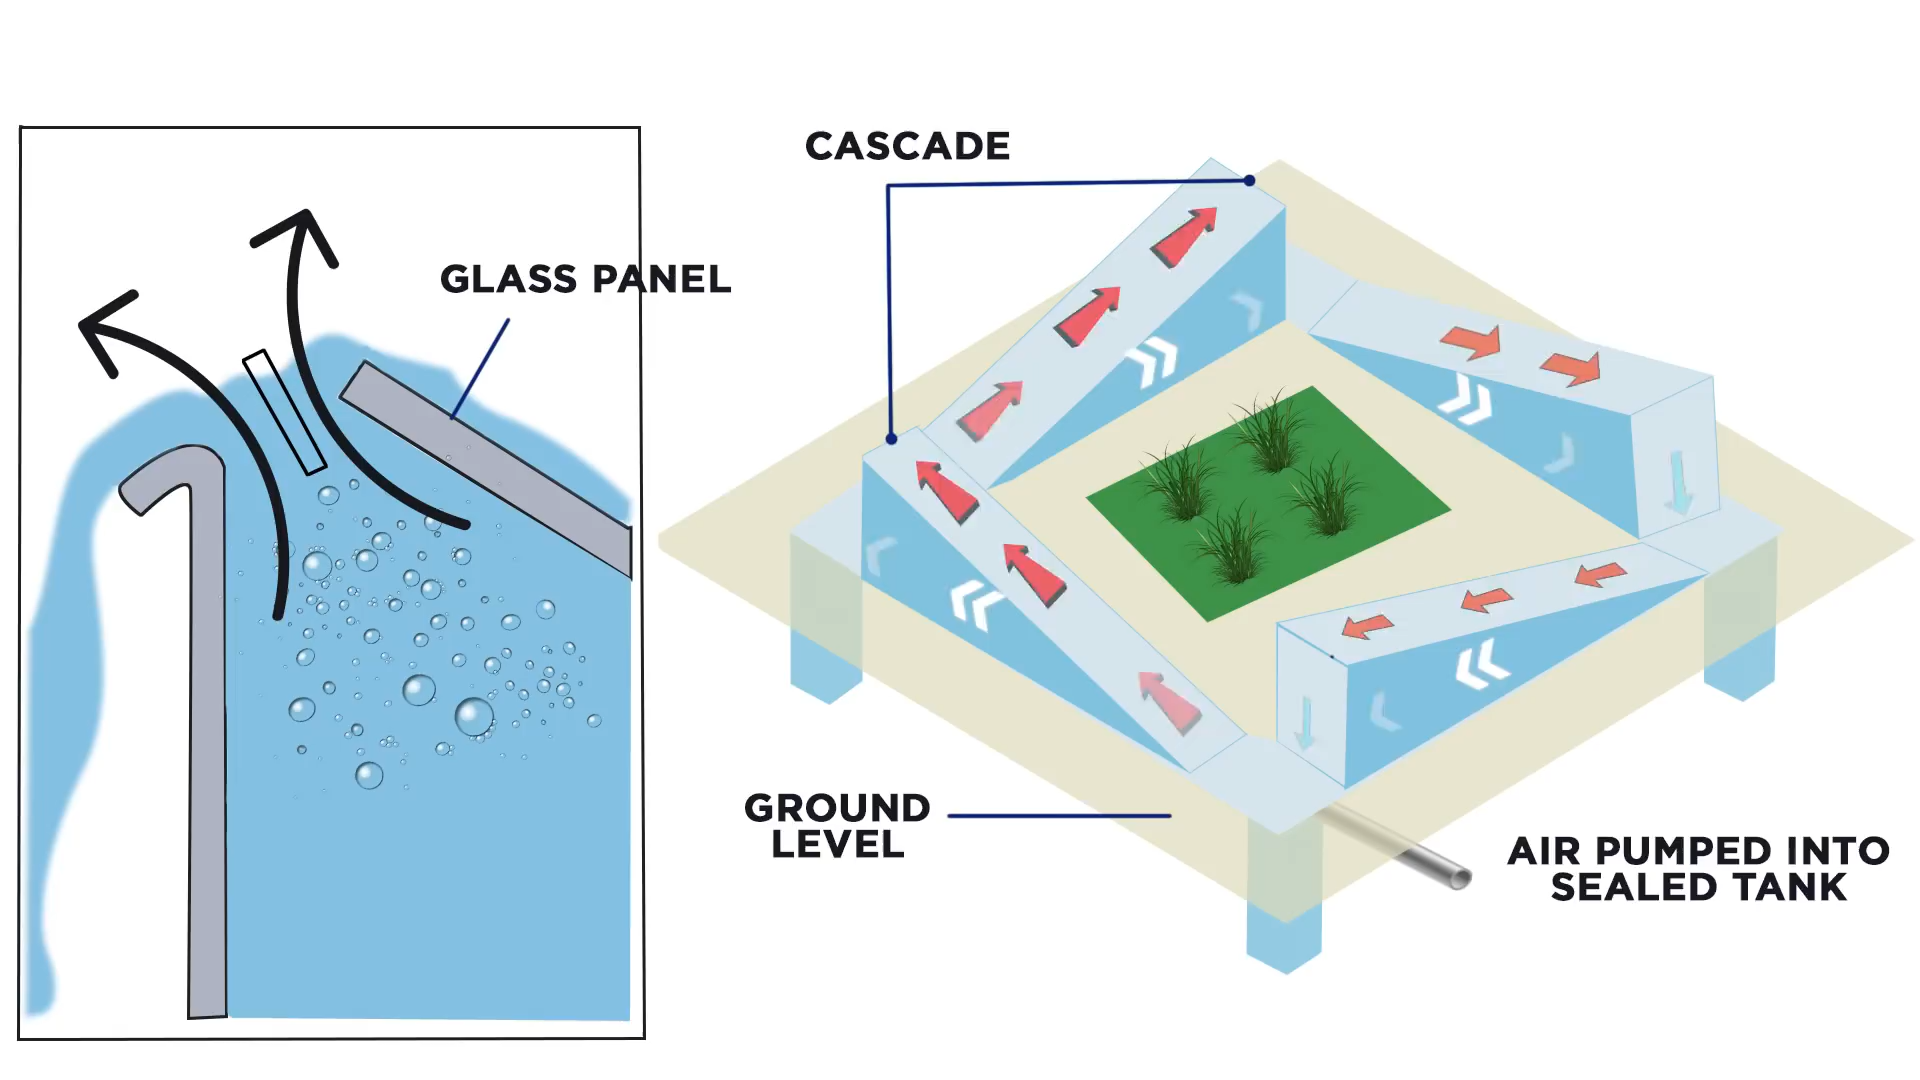 CASCADE
GLASS PANEL
GROUND
LEVEL
AIR PUMPED INTO
SEALED TANK